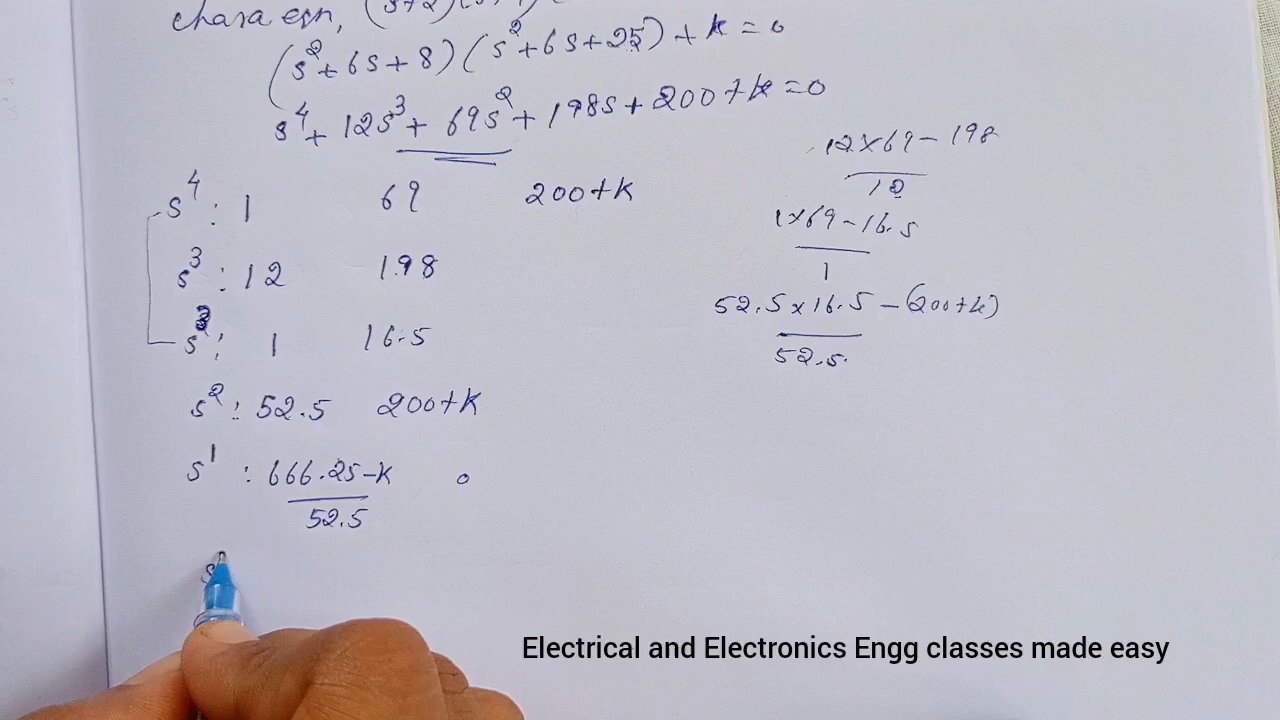 chara eqn,
(s²+6s+8)(s²+6s+25)+k=0
s⁴+12s³+69s²+198s+200+k=0
s⁴ : 1 69 200+k
s³ : 12 198
s³ : 1 16.5
s² : 52.5 200+k
s¹ : 666.25-k 0
52.5
s
12×69-198
12
1×69-16.5
1
52.5×16.5-(200+k)
52.5
Electrical and Electronics Engg classes made easy